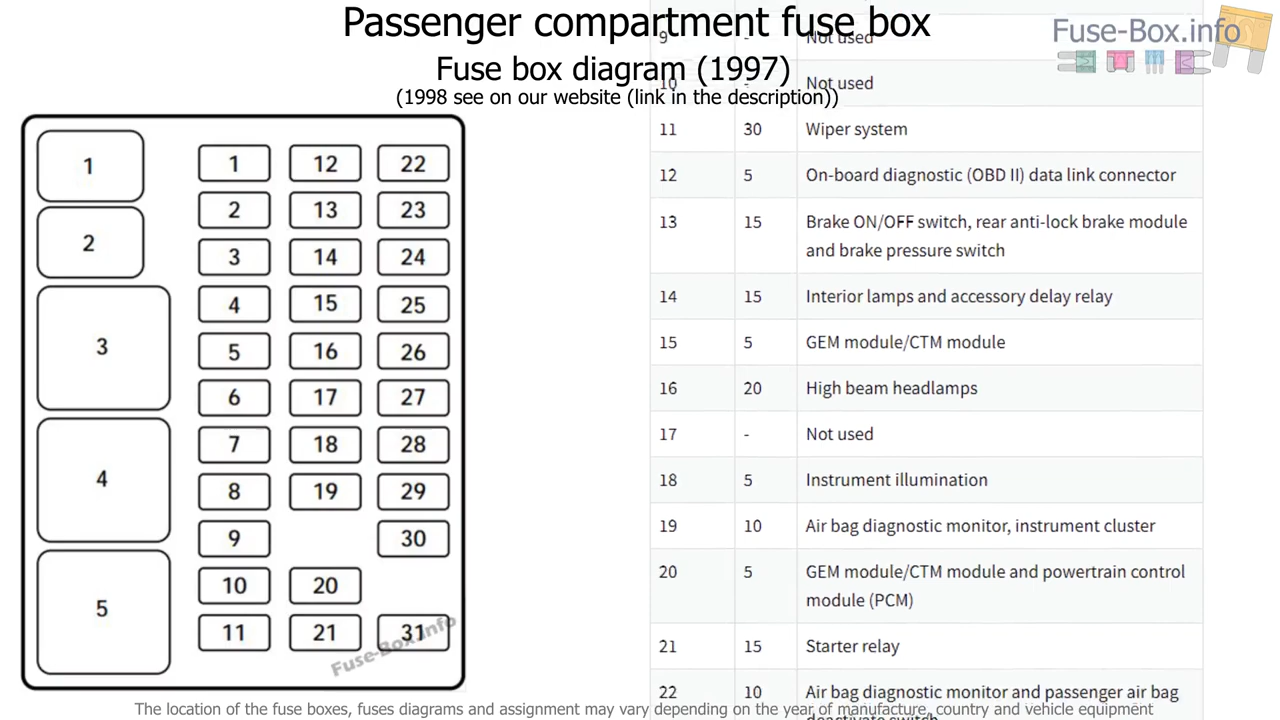 Passenger compartment fuse box
Fuse box diagram (1997)
(1998 see on our website (link in the description))
Fuse-Box.info
1
2
3
4
5
1 12 22
2 13 23
3 14 24
4 15 25
5 16 26
6 17 27
7 18 28
8 19 29
9 30
10 20
11 21 31
Fuse-Box.info
9 - Not used
10 - Not used
11 30 Wiper system
12 5 On-board diagnostic (OBD II) data link connector
13 15 Brake ON/OFF switch, rear anti-lock brake module
and brake pressure switch
14 15 Interior lamps and accessory delay relay
15 5 GEM module/CTM module
16 20 High beam headlamps
17 - Not used
18 5 Instrument illumination
19 10 Air bag diagnostic monitor, instrument cluster
20 5 GEM module/CTM module and powertrain control
module (PCM)
21 15 Starter relay
22 10 Air bag diagnostic monitor and passenger air bag
deactivate switch
The location of the fuse boxes, fuses diagrams and assignment may vary depending on the year of manufacture, country and vehicle equipment